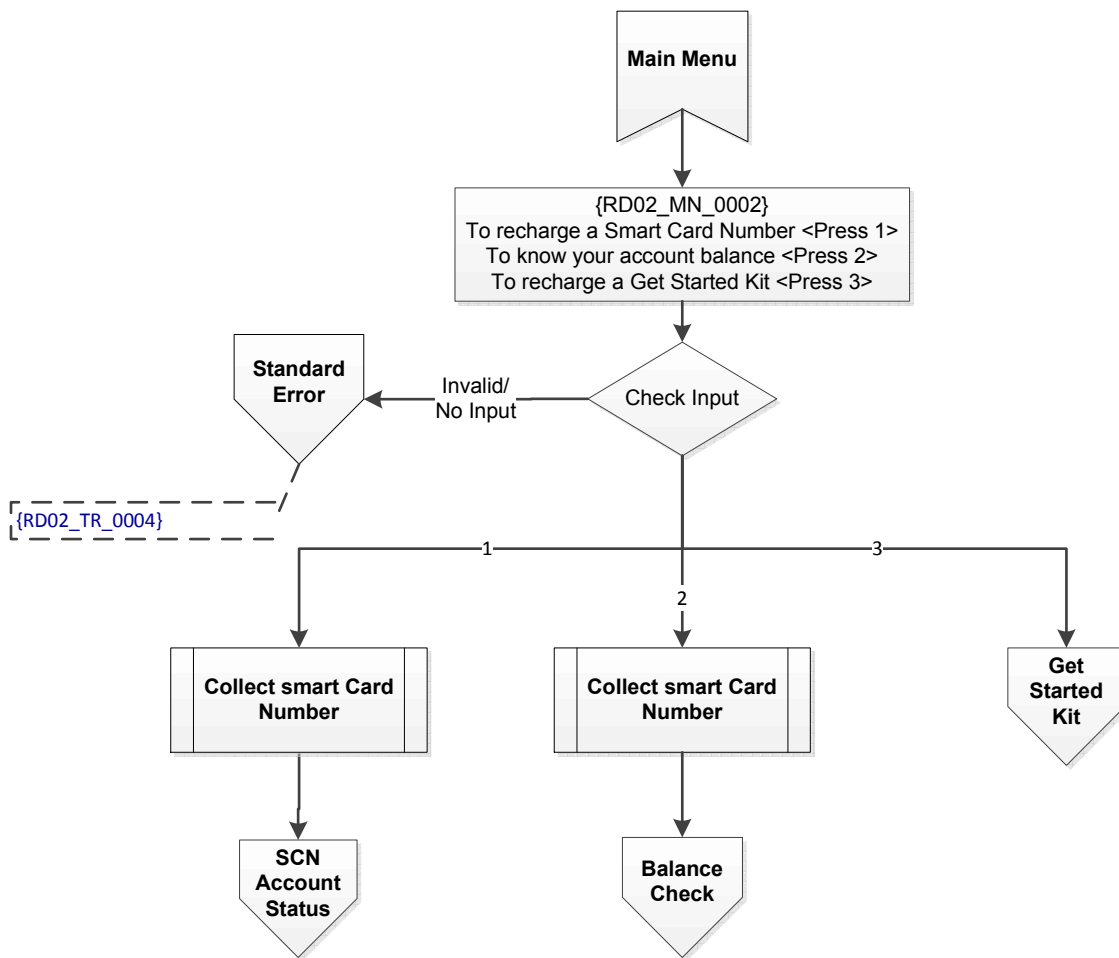 Main Menu
{RD02_MN_0002}
To recharge a Smart Card Number <Press 1>
To know your account balance <Press 2>
To recharge a Get Started Kit <Press 3>
Standard
Error
Invalid/
No Input
Check Input
{RD02_TR_0004}
1
3
2
Collect smart Card
Number
Collect smart Card
Number
Get
Started
Kit
SCN
Account
Status
Balance
Check